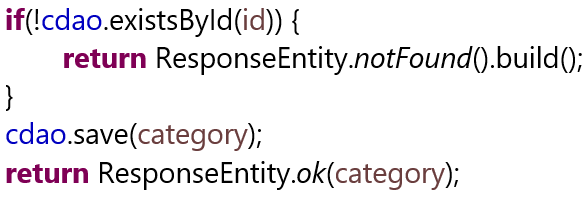 if(!cdao.existsById(id)) {
return ResponseEntity.notFound().build();
}
cdao.save(category);
return ResponseEntity.ok(category);